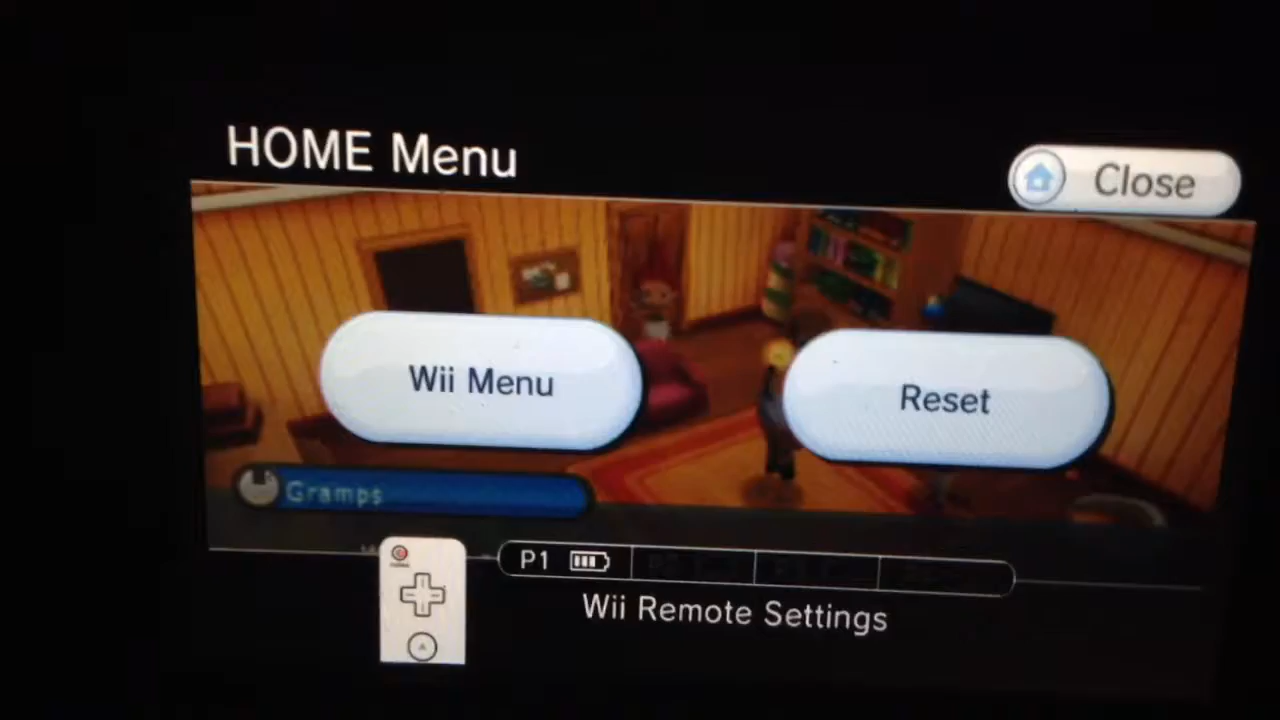 HOME Menu
Close
Wii Menu
Reset
Gramps
P1
Wii Remote Settings
A